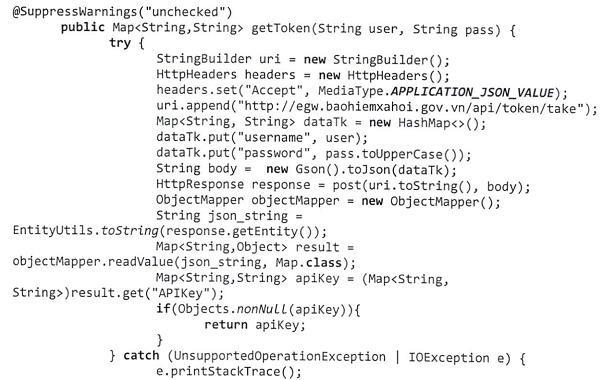 @SuppressWarnings("unchecked")
public Map<String,String> getToken(String user, String pass) {
try {
StringBuilder uri = new StringBuilder();
HttpHeaders headers = new HttpHeaders();
headers.set("Accept", MediaType.APPLICATION_JSON_VALUE);
uri.append("http://egw.baohiemxahoi.gov.vn/api/token/take");
Map<String, String> dataTk = new HashMap<>();
dataTk.put("username", user);
dataTk.put("password", pass.toUpperCase());
String body =  new Gson().toJson(dataTk);
HttpResponse response = post(uri.toString(), body);
ObjectMapper objectMapper = new ObjectMapper();
String json_string =
EntityUtils.toString(response.getEntity());
Map<String,Object> result =
objectMapper.readValue(json_string, Map.class);
Map<String,String> apiKey = (Map<String,
String>)result.get("APIKey");
if(Objects.nonNull(apiKey)){
return apiKey;
}
} catch (UnsupportedOperationException | IOException e) {
e.printStackTrace();